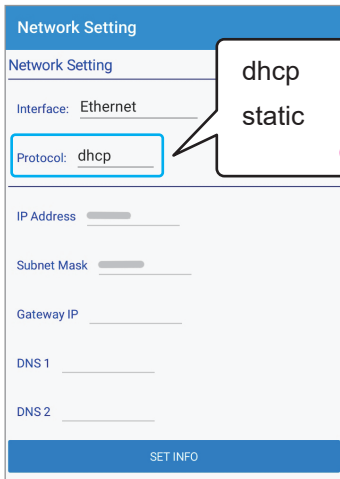 Network Setting
Network Setting
Interface: Ethernet
Protocol: dhcp
dhcp
static
IP Address
Subnet Mask
Gateway IP
DNS 1
DNS 2
SET INFO